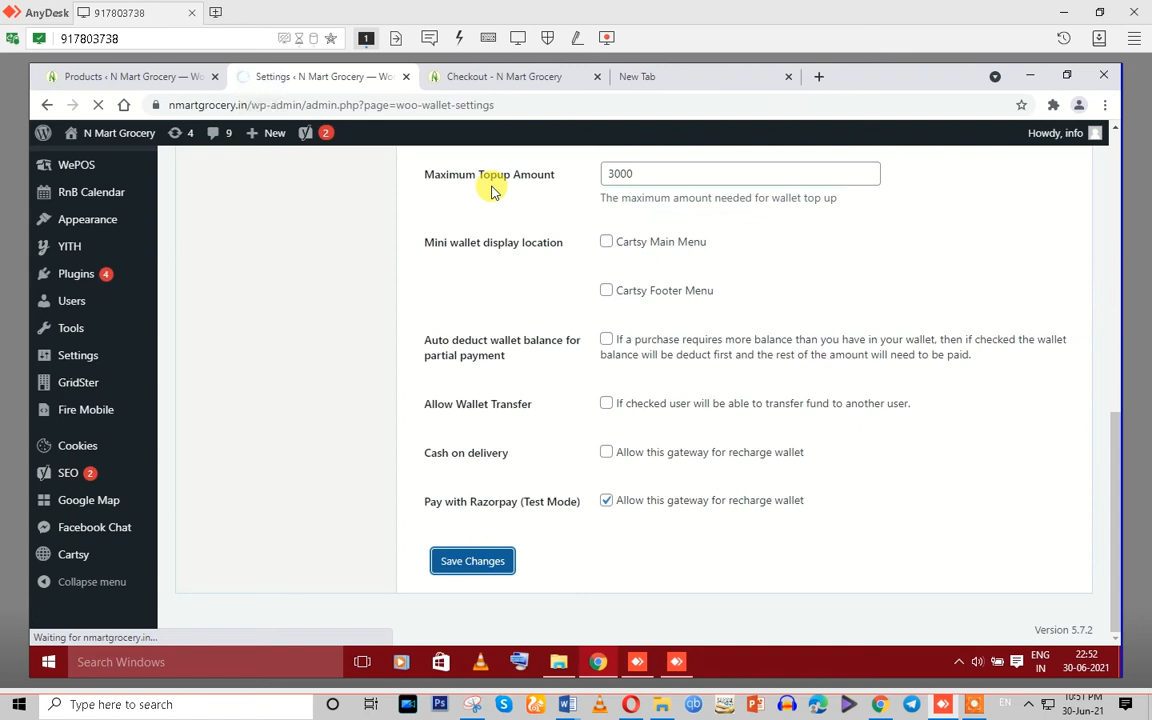 AnyDesk
917803738
917803738
1
Products ‹ N Mart Grocery — Wo
Settings ‹ N Mart Grocery — Woo
Checkout - N Mart Grocery
New Tab
nmartgrocery.in/wp-admin/admin.php?page=woo-wallet-settings
N Mart Grocery
4
9
New
2
Howdy, info
WePOS
RnB Calendar
Appearance
YITH
Plugins 4
Users
Tools
Settings
GridSter
Fire Mobile
Cookies
SEO 2
Google Map
Facebook Chat
Cartsy
Collapse menu
Maximum Topup Amount
3000
The maximum amount needed for wallet top up
Mini wallet display location
Cartsy Main Menu
Cartsy Footer Menu
Auto deduct wallet balance for
partial payment
If a purchase requires more balance than you have in your wallet, then if checked the wallet
balance will be deduct first and the rest of the amount will need to be paid.
Allow Wallet Transfer
If checked user will be able to transfer fund to another user.
Cash on delivery
Allow this gateway for recharge wallet
Pay with Razorpay (Test Mode)
Allow this gateway for recharge wallet
Save Changes
Version 5.7.2
Waiting for nmartgrocery.in...
Search Windows
ENG
IN
22:52
30-06-2021
Type here to search
EN
10:51 PM
30-Jun-21